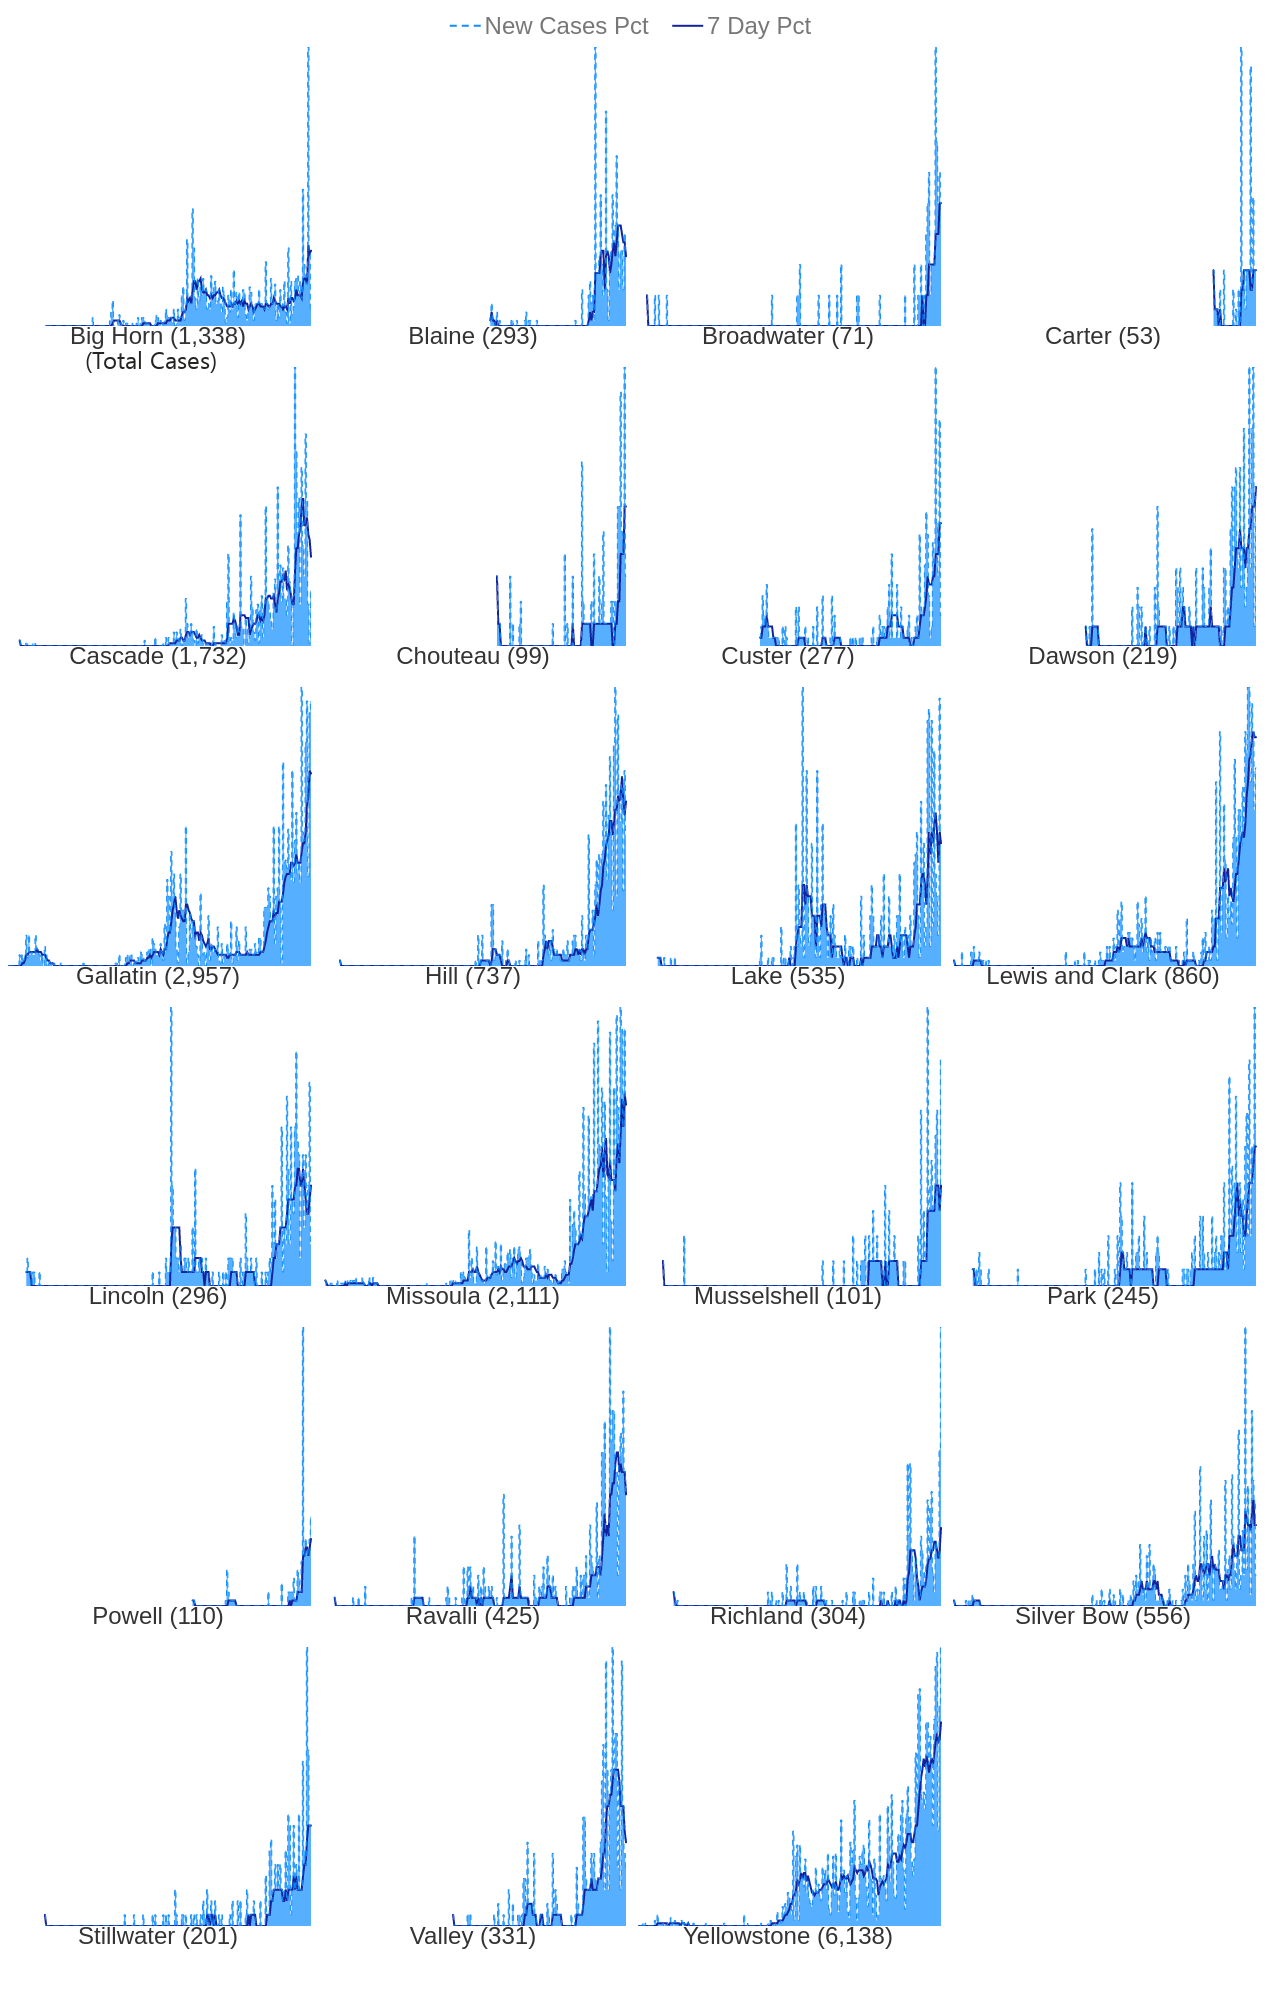 New Cases Pct 7 Day Pct
Big Horn (1,338) Blaine (293) Broadwater (71) Carter (53)
(Total Cases)
Cascade (1,732) Chouteau (99) Custer (277) Dawson (219)
Gallatin (2,957) Hill (737) Lake (535) Lewis and Clark (860)
Lincoln (296) Missoula (2,111) Musselshell (101) Park (245)
Powell (110) Ravalli (425) Richland (304) Silver Bow (556)
Stillwater (201) Valley (331) Yellowstone (6,138)